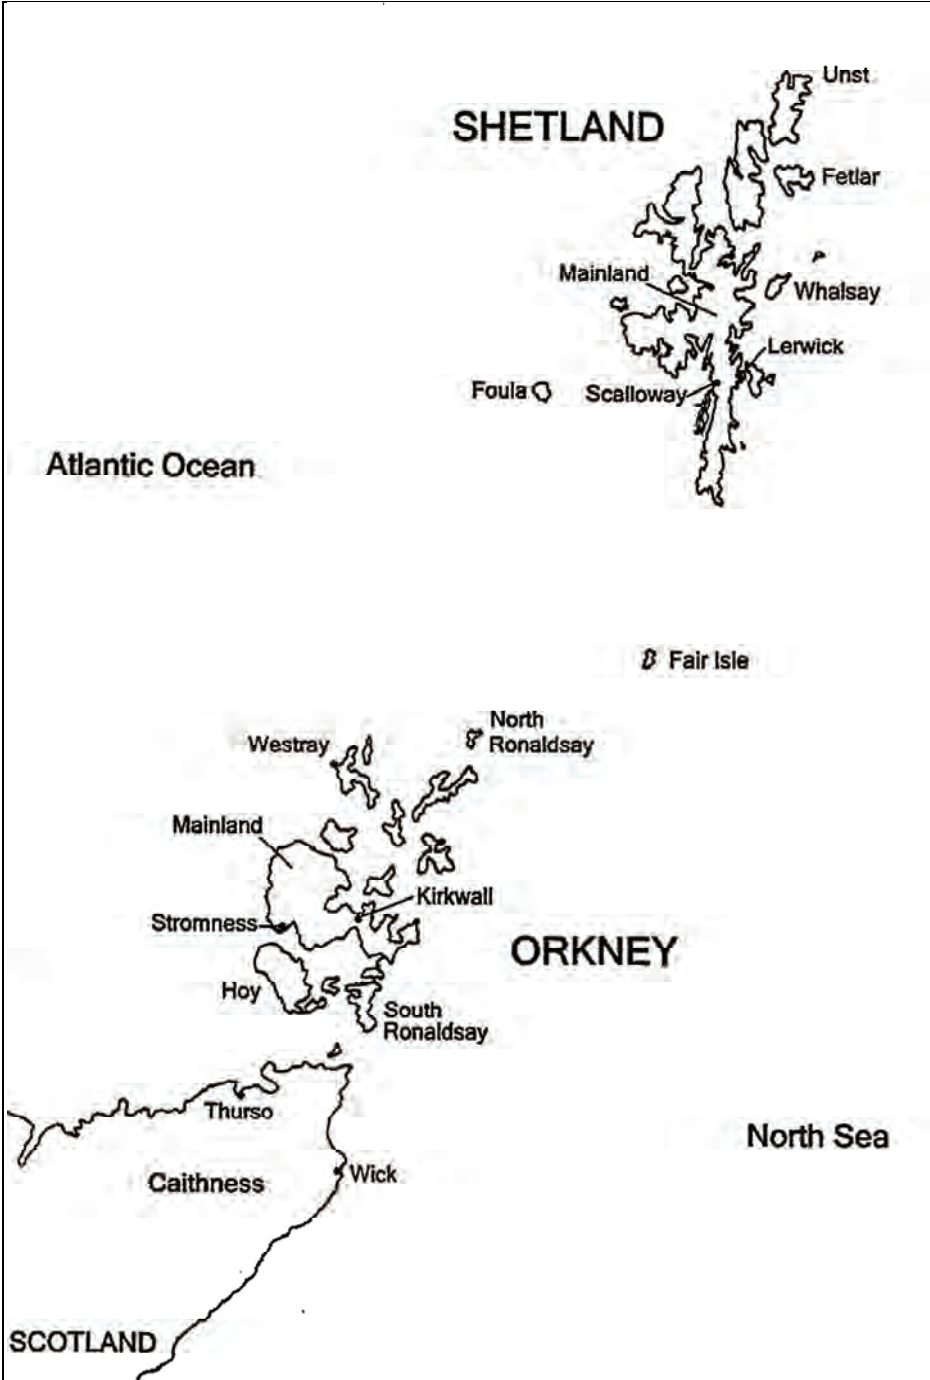 Unst
SHETLAND
Fetlar
Mainland
Whalsay
Lerwick
Foula
Scalloway
Atlantic Ocean
Fair Isle
North
Ronaldsay
Westray
Mainland
Kirkwall
Stromness
ORKNEY
Hoy
South
Ronaldsay
Thurso
North Sea
Caithness
Wick
SCOTLAND